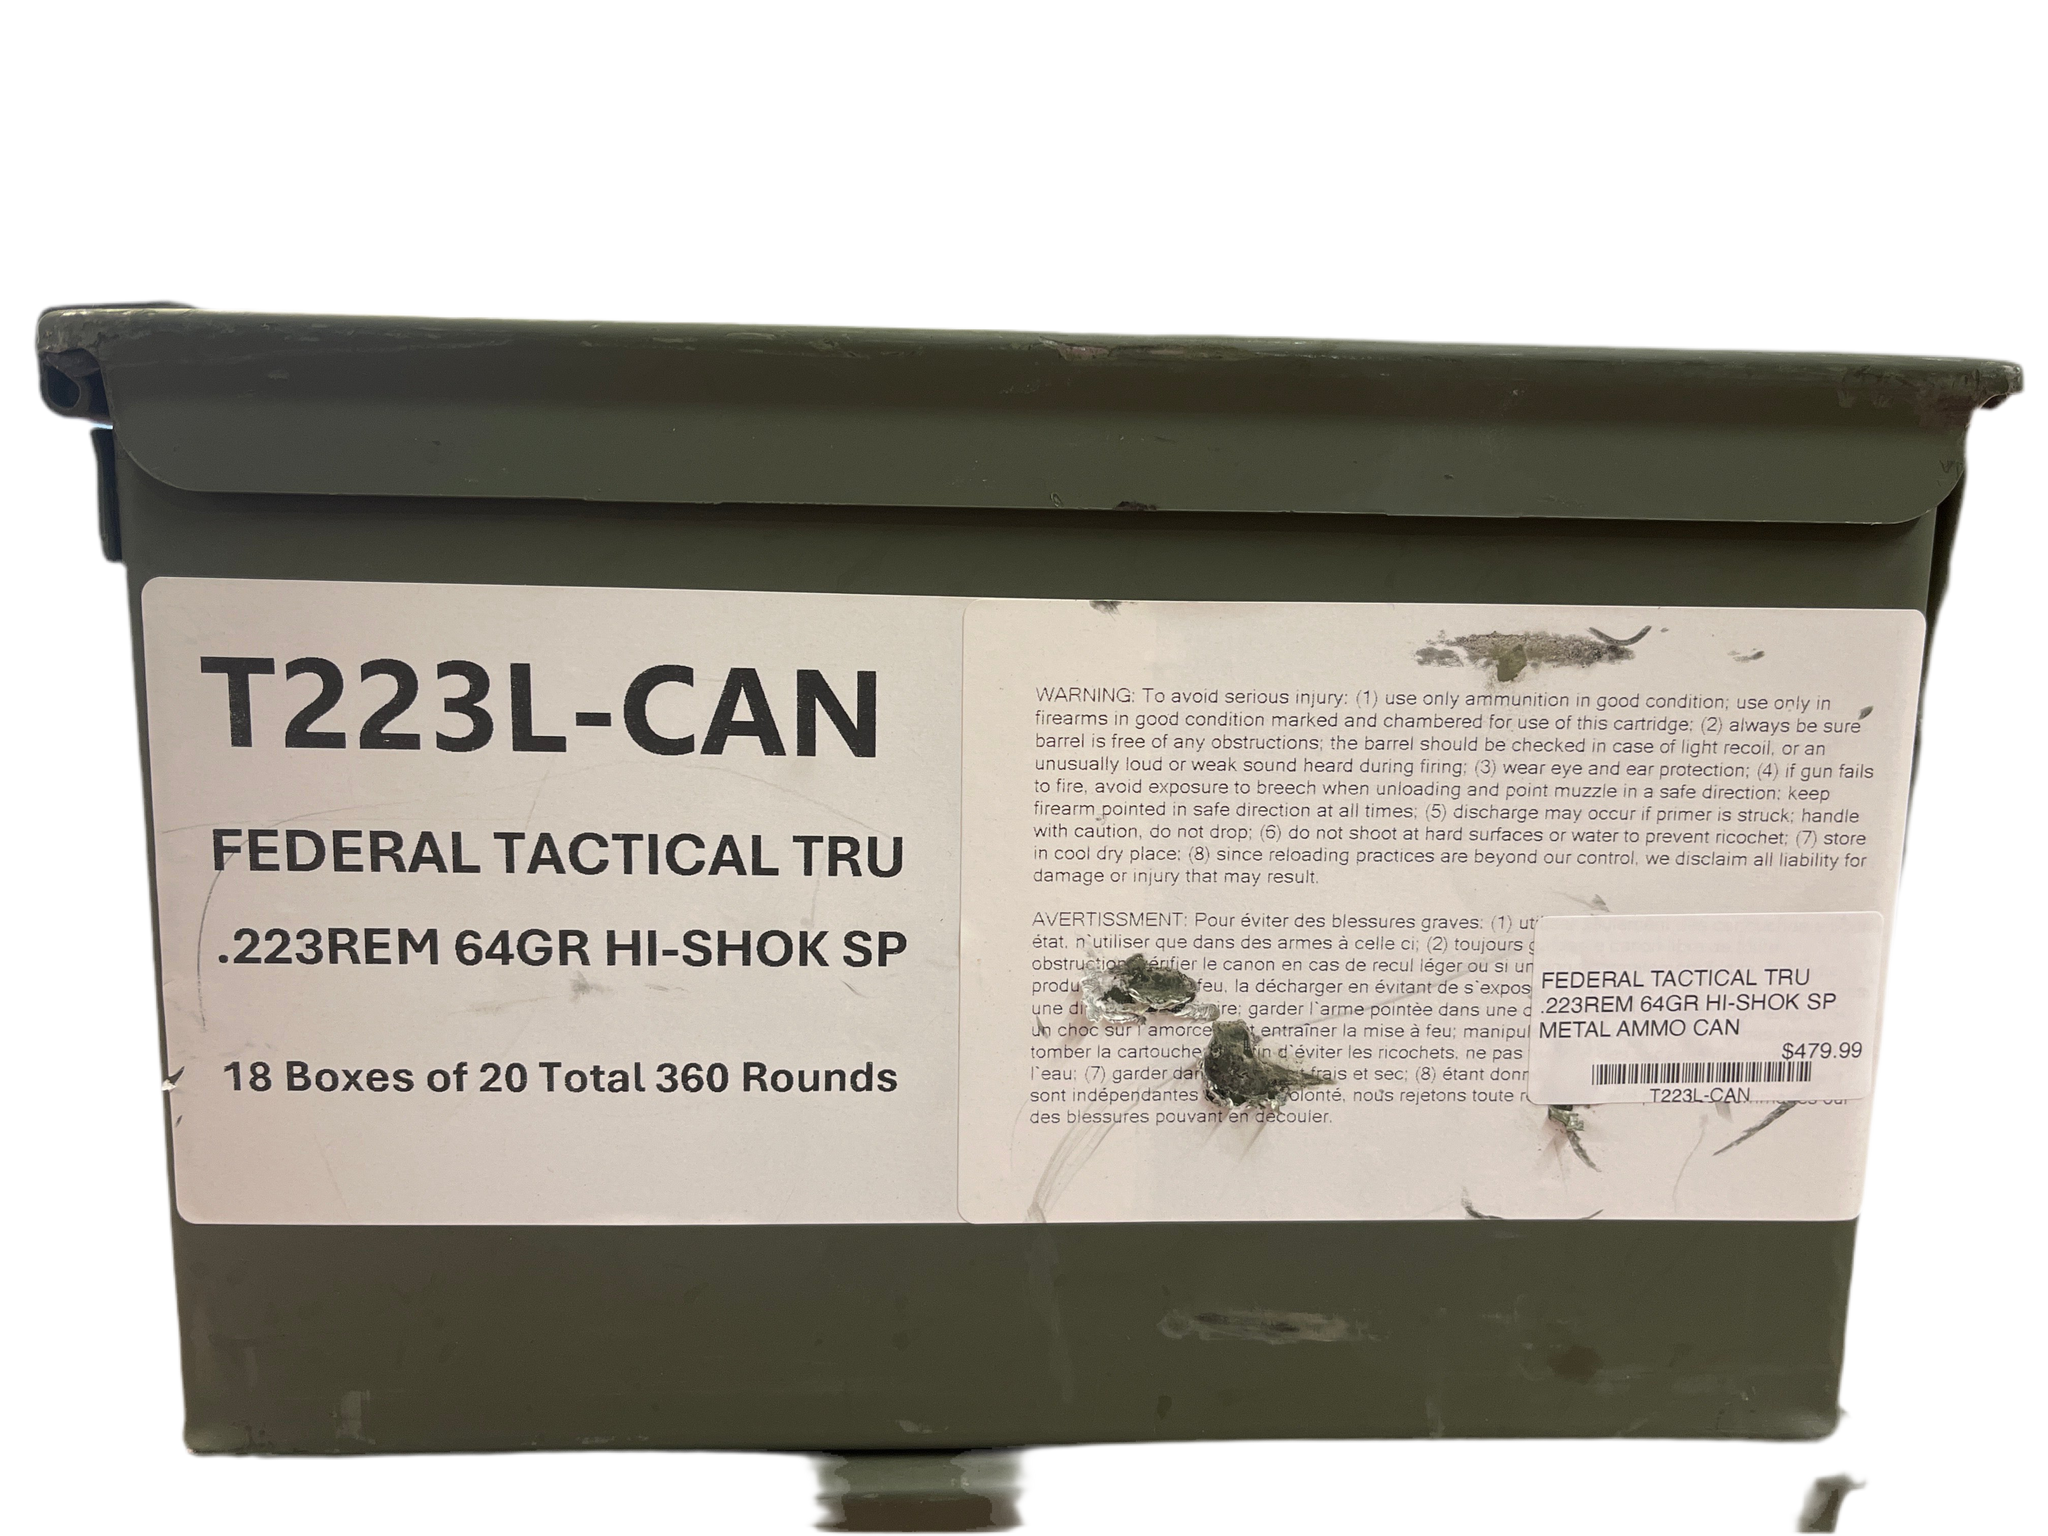 T223L-CAN
FEDERAL TACTICAL TRU
.223REM 64GR HI-SHOK SP
18 Boxes of 20 Total 360 Rounds
WARNING: To avoid serious injury: (1) use only ammunition in good condition; use only in
firearms in good condition marked and chambered for use of this cartridge; (2) always be sure
barrel is free of any obstructions; the barrel should be checked in case of light recoil, or an
unusually loud or weak sound heard during firing; (3) wear eye and ear protection; (4) if gun fails
to fire, avoid exposure to breech when unloading and point muzzle in a safe direction; keep
firearm pointed in safe direction at all times; (5) discharge may occur if primer is struck; handle
with caution, do not drop; (6) do not shoot at hard surfaces or water to prevent ricochet; (7) store
in cool dry place; (8) since reloading practices are beyond our control, we disclaim all liability for
damage or injury that may result.
AVERTISSMENT: Pour éviter des blessures graves: (1)
état, n`utiliser que dans des armes à celle ci; (2) toujours
le canon en cas de recul léger ou si
feu, la décharger en évitant de
une garder l`arme pointée dans une
un choc sur l`amorce entraîner la mise à feu;
tomber la cartouche d`éviter les ricochets, ne pas
l`eau; (7) garder frais et sec; (8) étant
sont indépendantes nous rejetons toute
des blessures pouvant en découler.
FEDERAL TACTICAL TRU
.223REM 64GR HI-SHOK SP
METAL AMMO CAN
$479.99
T223L-CAN